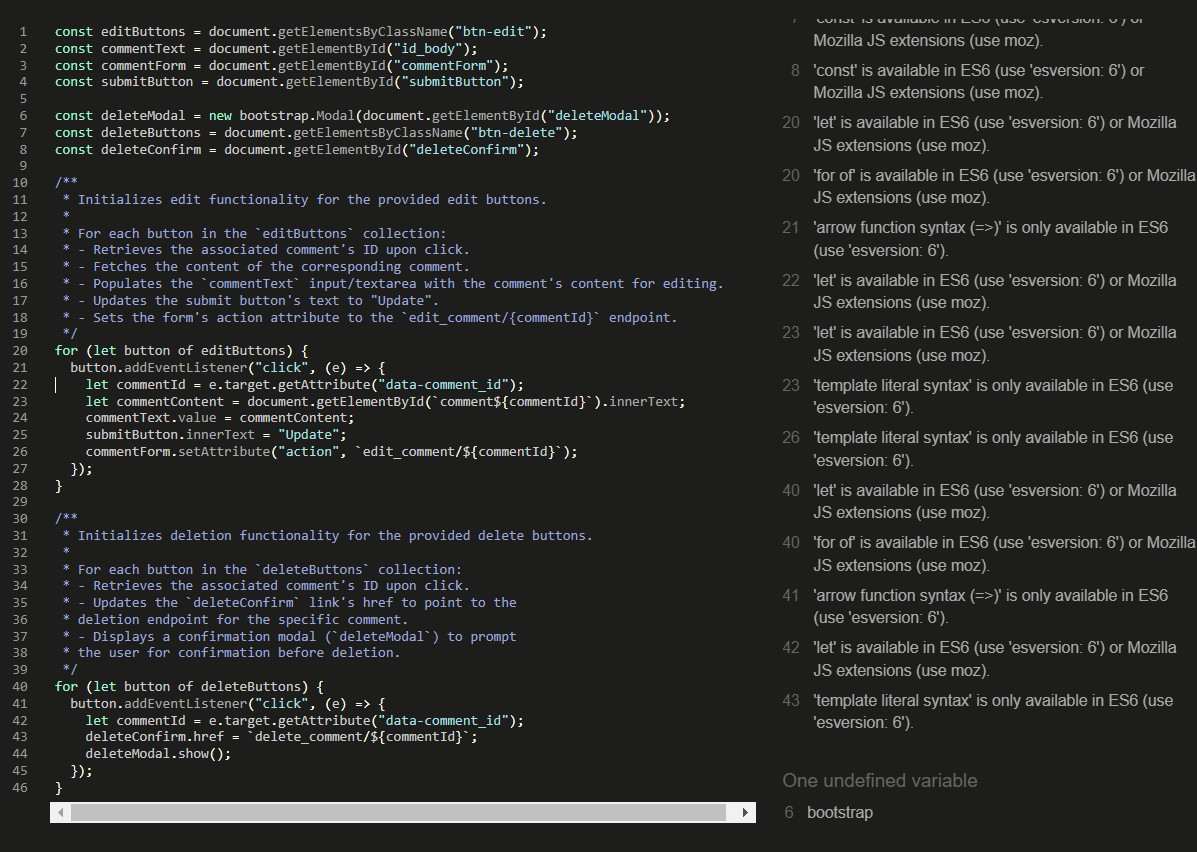 1 const editButtons = document.getElementsByClassName("btn-edit");
2 const commentText = document.getElementById("id_body");
3 const commentForm = document.getElementById("commentForm");
4 const submitButton = document.getElementById("submitButton");
5
6 const deleteModal = new bootstrap.Modal(document.getElementById("deleteModal"));
7 const deleteButtons = document.getElementsByClassName("btn-delete");
8 const deleteConfirm = document.getElementById("deleteConfirm");
9
10 /**
11  * Initializes edit functionality for the provided edit buttons.
12  *
13  * For each button in the `editButtons` collection:
14  * - Retrieves the associated comment's ID upon click.
15  * - Fetches the content of the corresponding comment.
16  * - Populates the `commentText` input/textarea with the comment's content for editing.
17  * - Updates the submit button's text to "Update".
18  * - Sets the form's action attribute to the `edit_comment/{commentId}` endpoint.
19  */
20 for (let button of editButtons) {
21   button.addEventListener("click", (e) => {
22     let commentId = e.target.getAttribute("data-comment_id");
23     let commentContent = document.getElementById(`comment${commentId}`).innerText;
24     commentText.value = commentContent;
25     submitButton.innerText = "Update";
26     commentForm.setAttribute("action", `edit_comment/${commentId}`);
27   });
28 }
29
30 /**
31  * Initializes deletion functionality for the provided delete buttons.
32  *
33  * For each button in the `deleteButtons` collection:
34  * - Retrieves the associated comment's ID upon click.
35  * - Updates the `deleteConfirm` link's href to point to the
36  * deletion endpoint for the specific comment.
37  * - Displays a confirmation modal (`deleteModal`) to prompt
38  * the user for confirmation before deletion.
39  */
40 for (let button of deleteButtons) {
41   button.addEventListener("click", (e) => {
42     let commentId = e.target.getAttribute("data-comment_id");
43     deleteConfirm.href = `delete_comment/${commentId}`;
44     deleteModal.show();
45   });
46 }
7 'const' is available in ES6 (use 'esversion: 6') or
Mozilla JS extensions (use moz).
8 'const' is available in ES6 (use 'esversion: 6') or
Mozilla JS extensions (use moz).
20 'let' is available in ES6 (use 'esversion: 6') or Mozilla
JS extensions (use moz).
20 'for of' is available in ES6 (use 'esversion: 6') or Mozilla
JS extensions (use moz).
21 'arrow function syntax (=>)' is only available in ES6
(use 'esversion: 6').
22 'let' is available in ES6 (use 'esversion: 6') or Mozilla
JS extensions (use moz).
23 'let' is available in ES6 (use 'esversion: 6') or Mozilla
JS extensions (use moz).
23 'template literal syntax' is only available in ES6 (use
'esversion: 6').
26 'template literal syntax' is only available in ES6 (use
'esversion: 6').
40 'let' is available in ES6 (use 'esversion: 6') or Mozilla
JS extensions (use moz).
40 'for of' is available in ES6 (use 'esversion: 6') or Mozilla
JS extensions (use moz).
41 'arrow function syntax (=>)' is only available in ES6
(use 'esversion: 6').
42 'let' is available in ES6 (use 'esversion: 6') or Mozilla
JS extensions (use moz).
43 'template literal syntax' is only available in ES6 (use
'esversion: 6').
One undefined variable
6 bootstrap